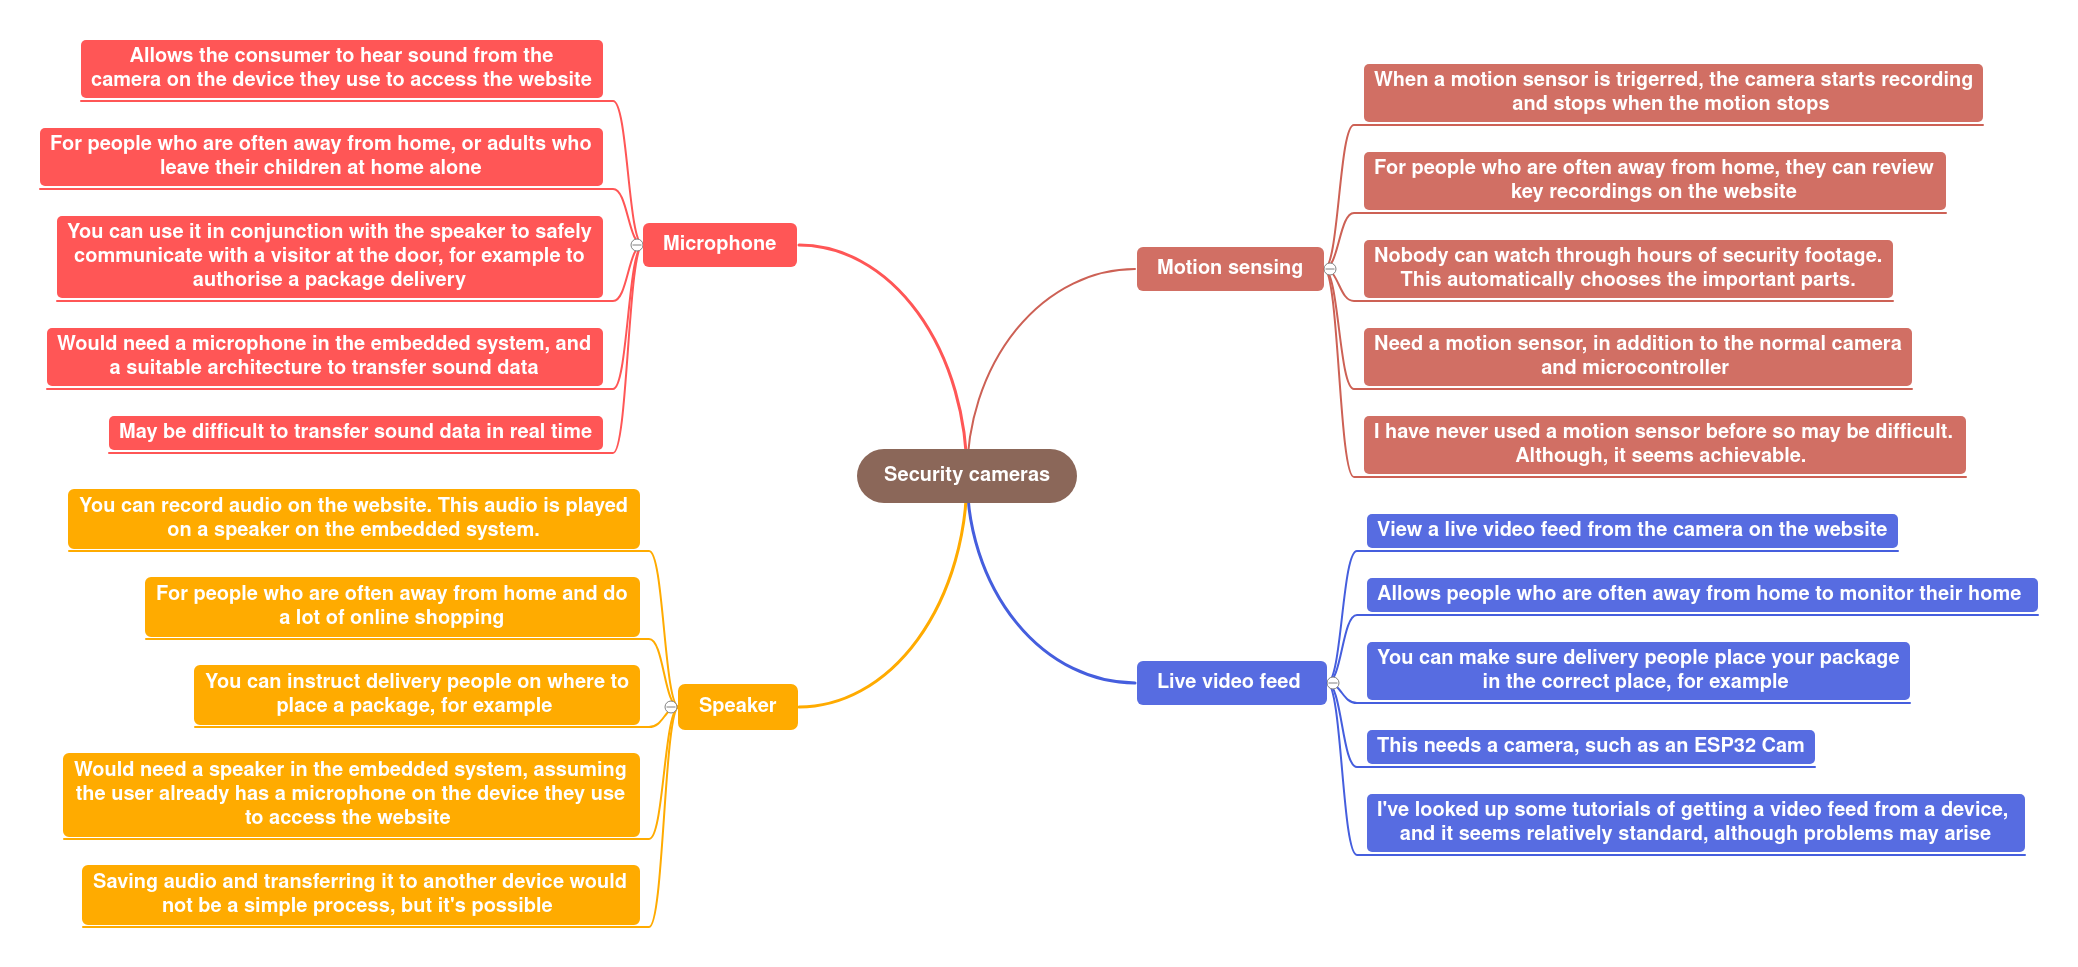 Security cameras
Microphone
Allows the consumer to hear sound from the
camera on the device they use to access the website
For people who are often away from home, or adults who
leave their children at home alone
You can use it in conjunction with the speaker to safely
communicate with a visitor at the door, for example to
authorise a package delivery
Would need a microphone in the embedded system, and
a suitable architecture to transfer sound data
May be difficult to transfer sound data in real time
Speaker
You can record audio on the website. This audio is played
on a speaker on the embedded system.
For people who are often away from home and do
a lot of online shopping
You can instruct delivery people on where to
place a package, for example
Would need a speaker in the embedded system, assuming
the user already has a microphone on the device they use
to access the website
Saving audio and transferring it to another device would
not be a simple process, but it's possible
Motion sensing
When a motion sensor is trigerred, the camera starts recording
and stops when the motion stops
For people who are often away from home, they can review
key recordings on the website
Nobody can watch through hours of security footage.
This automatically chooses the important parts.
Need a motion sensor, in addition to the normal camera
and microcontroller
I have never used a motion sensor before so may be difficult.
Although, it seems achievable.
Live video feed
View a live video feed from the camera on the website
Allows people who are often away from home to monitor their home
You can make sure delivery people place your package
in the correct place, for example
This needs a camera, such as an ESP32 Cam
I've looked up some tutorials of getting a video feed from a device,
and it seems relatively standard, although problems may arise